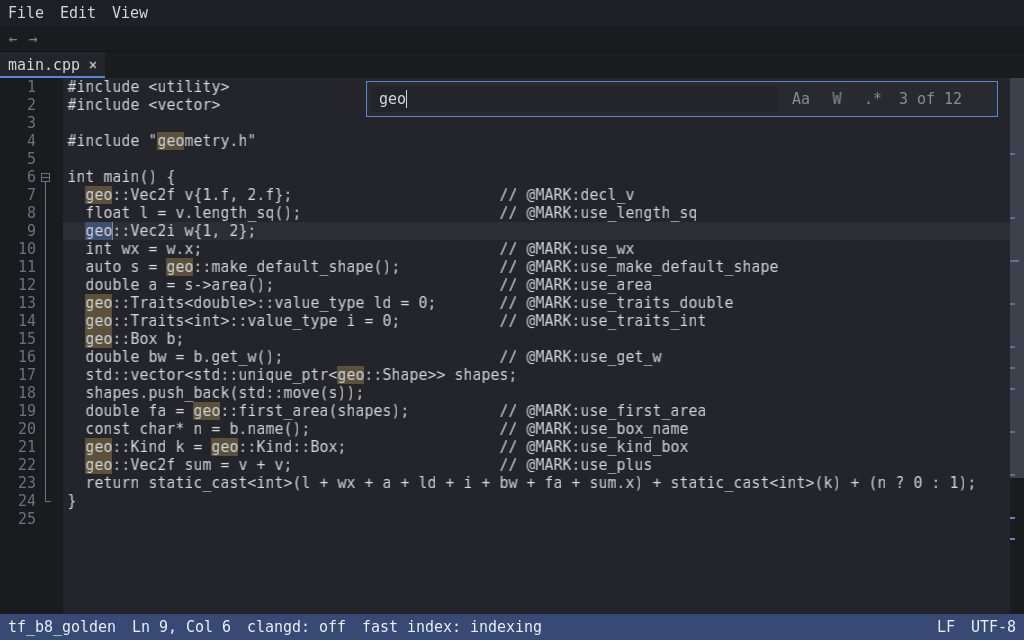 File Edit View
← →
main.cpp ×
geo Aa W .* 3 of 12
1 #include <utility>
2 #include <vector>
3
4 #include "geometry.h"
5
6 int main() {
7   geo::Vec2f v{1.f, 2.f};                       // @MARK:decl_v
8   float l = v.length_sq();                      // @MARK:use_length_sq
9   geo::Vec2i w{1, 2};
10   int wx = w.x;                                 // @MARK:use_wx
11   auto s = geo::make_default_shape();           // @MARK:use_make_default_shape
12   double a = s->area();                         // @MARK:use_area
13   geo::Traits<double>::value_type ld = 0;       // @MARK:use_traits_double
14   geo::Traits<int>::value_type i = 0;           // @MARK:use_traits_int
15   geo::Box b;
16   double bw = b.get_w();                        // @MARK:use_get_w
17   std::vector<std::unique_ptr<geo::Shape>> shapes;
18   shapes.push_back(std::move(s));
19   double fa = geo::first_area(shapes);          // @MARK:use_first_area
20   const char* n = b.name();                     // @MARK:use_box_name
21   geo::Kind k = geo::Kind::Box;                 // @MARK:use_kind_box
22   geo::Vec2f sum = v + v;                       // @MARK:use_plus
23   return static_cast<int>(l + wx + a + ld + i + bw + fa + sum.x) + static_cast<int>(k) + (n ? 0 : 1);
24 }
25
tf_b8_golden Ln 9, Col 6 clangd: off fast index: indexing LF UTF-8